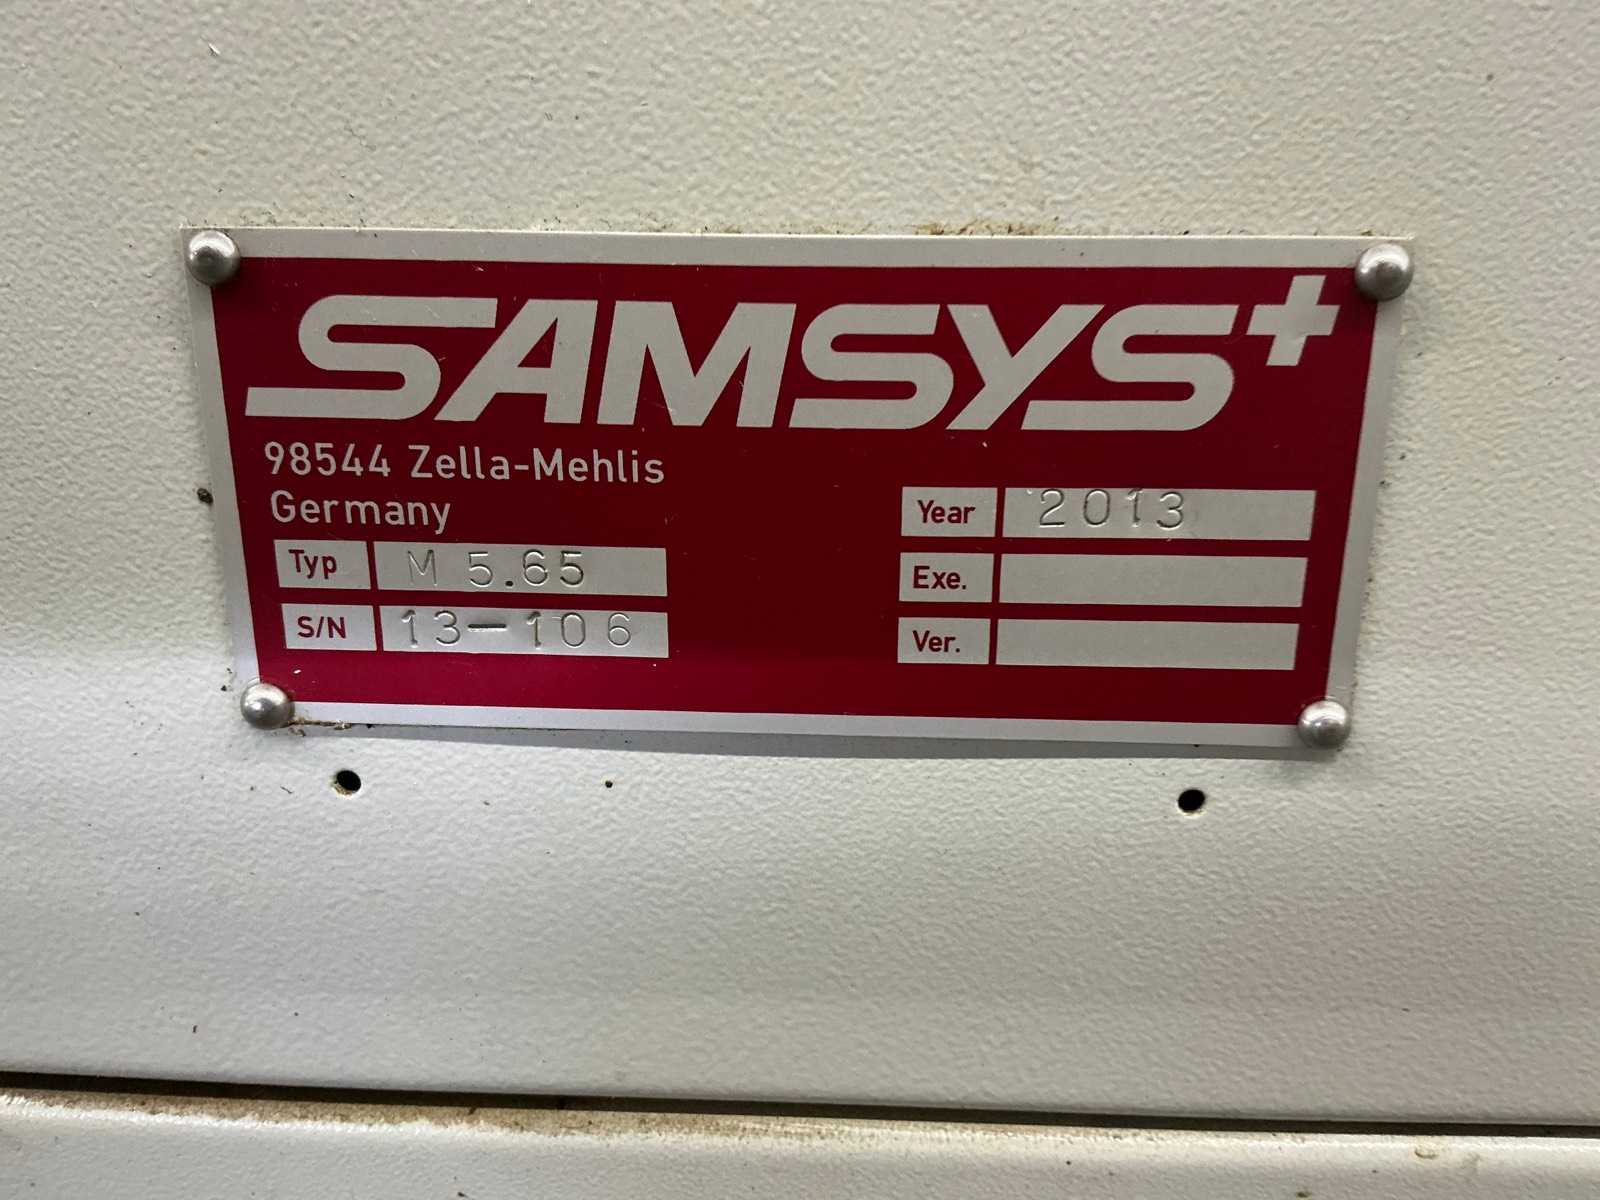 SAMSYS+
98544 Zella-Mehlis
Germany
Typ M 5.65
S/N 13-106
Year 2013
Exe.
Ver.